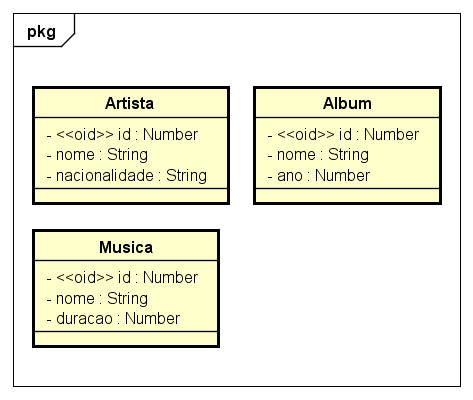 pkg
Artista
- <<oid>> id : Number
- nome : String
- nacionalidade : String
Album
- <<oid>> id : Number
- nome : String
- ano : Number
Musica
- <<oid>> id : Number
- nome : String
- duracao : Number